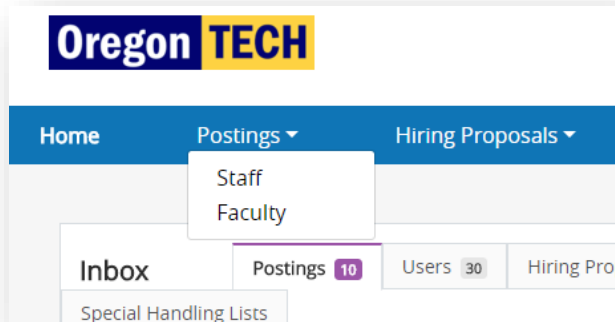 Oregon TECH
Home Postings Hiring Proposals
Staff
Faculty
Inbox Postings 10 Users 30 Hiring Pro
Special Handling Lists